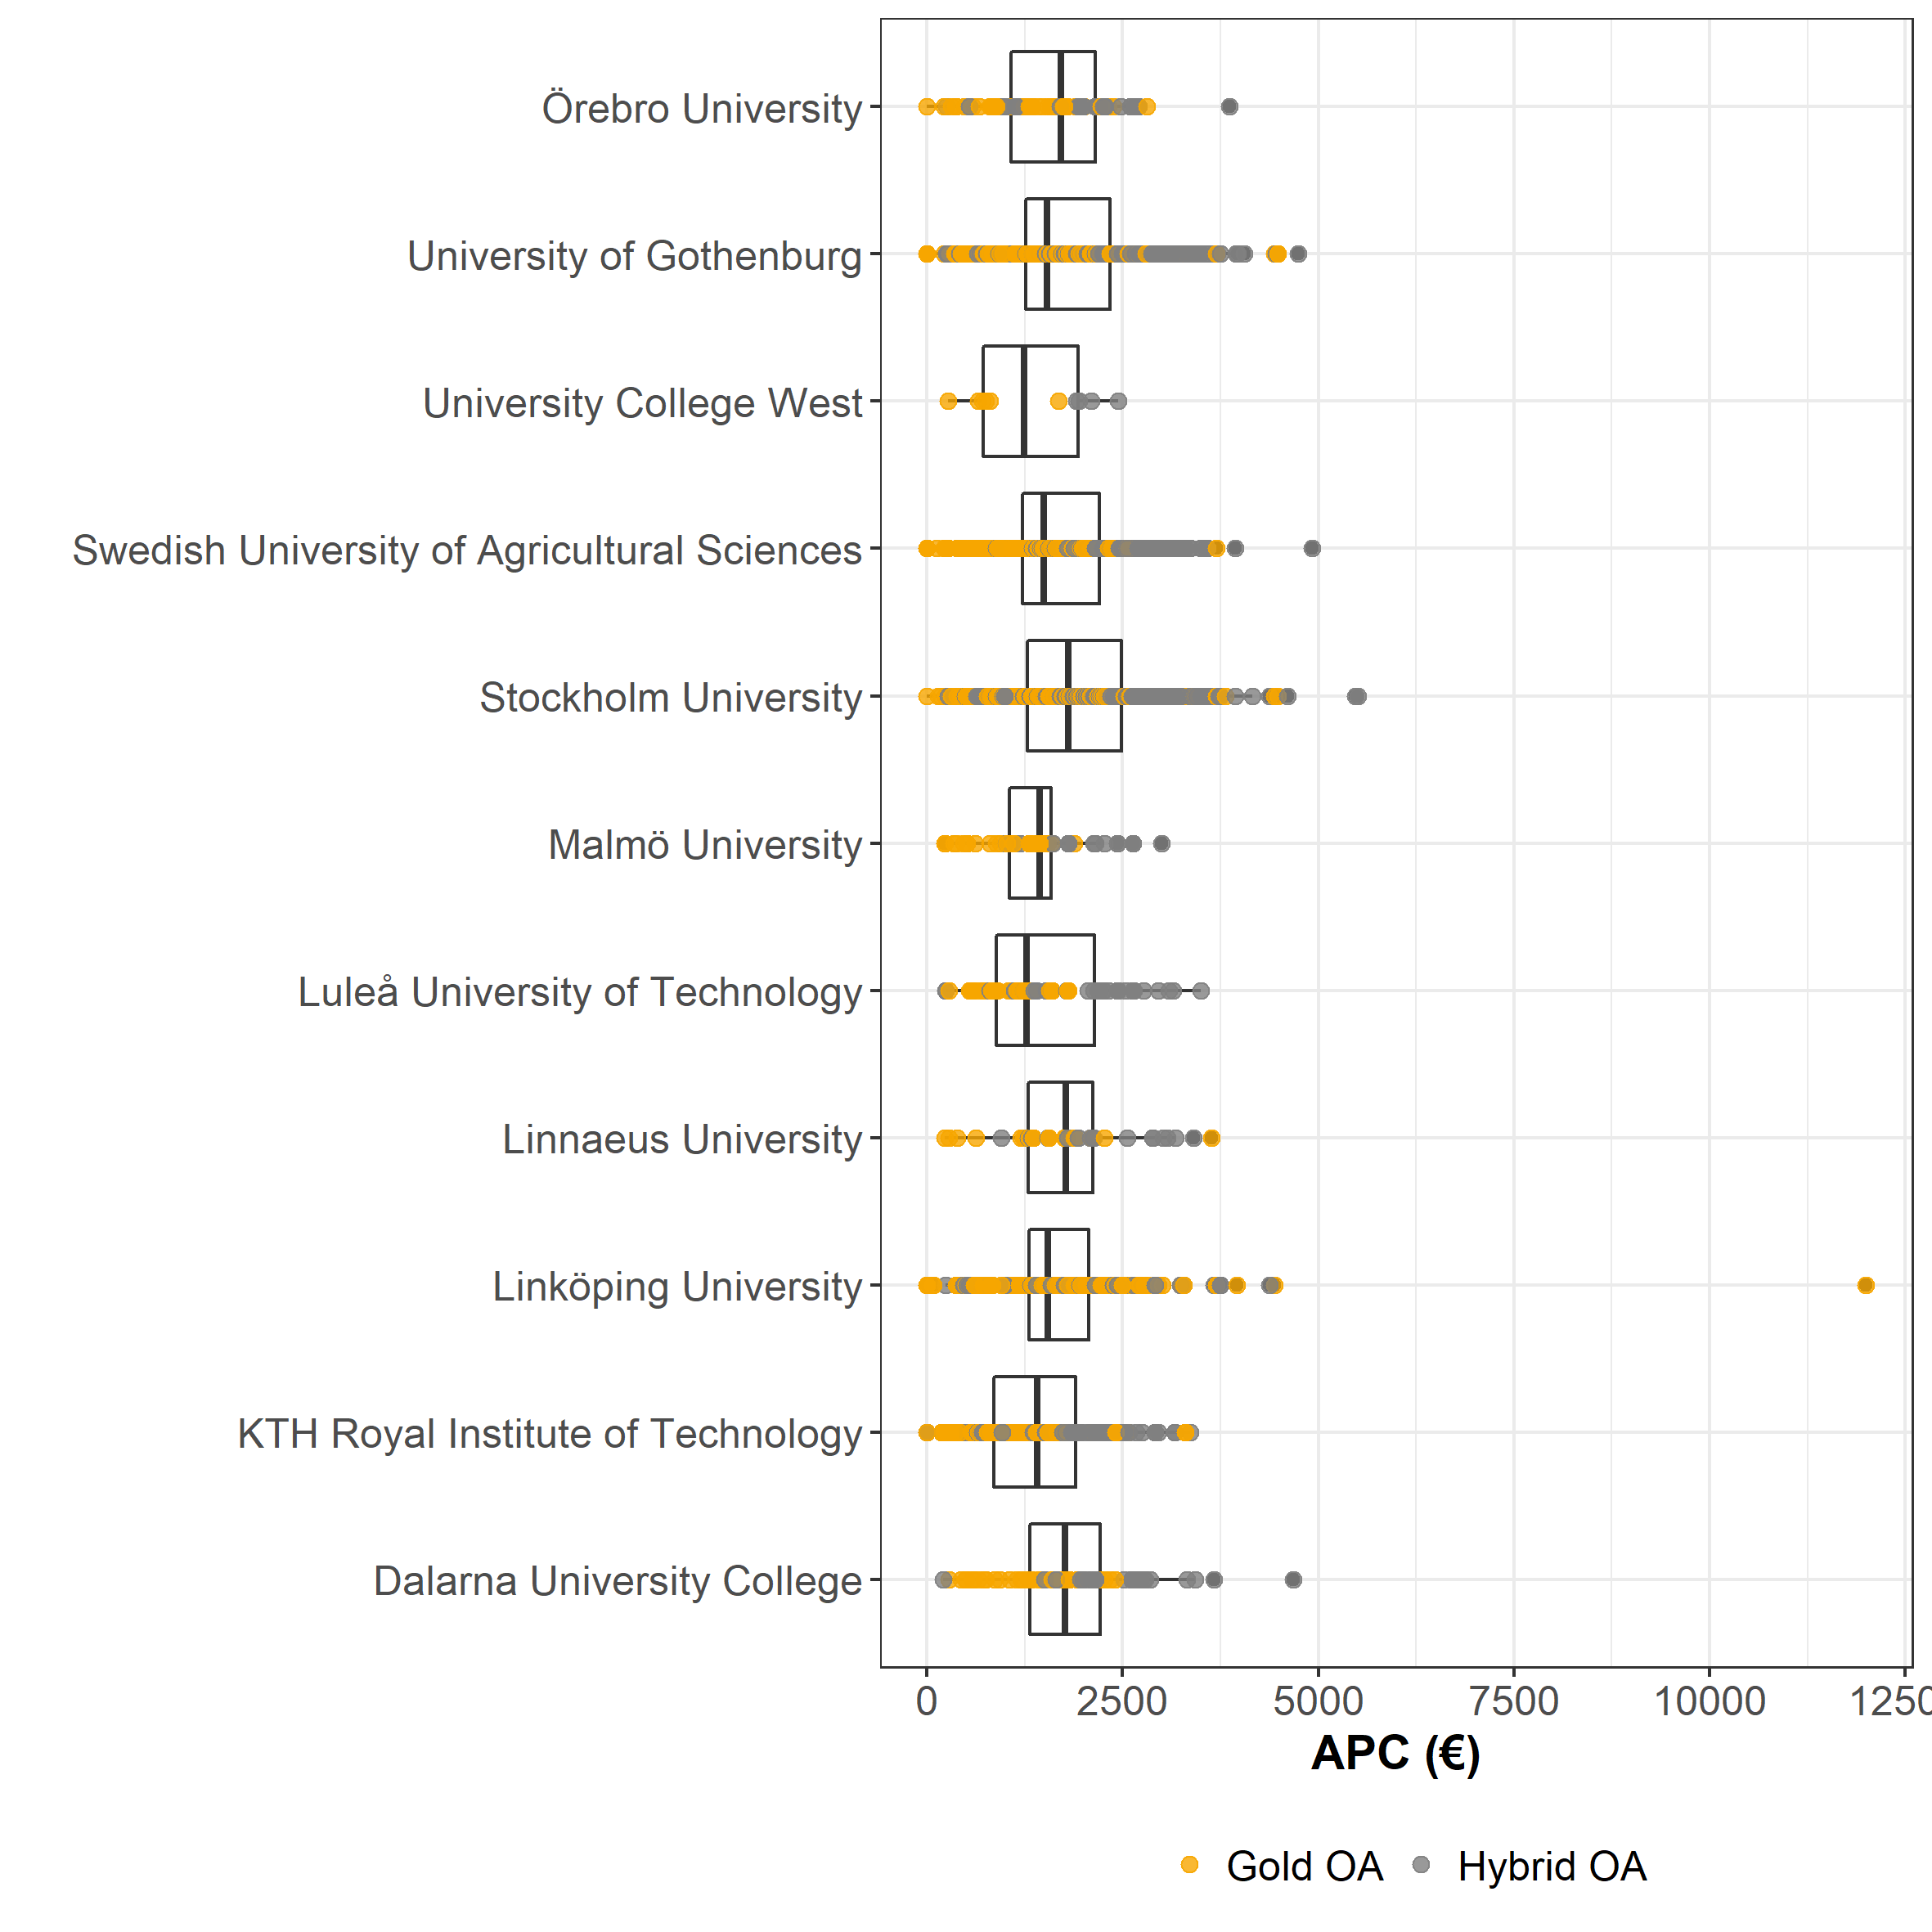 Örebro University
University of Gothenburg
University College West
Swedish University of Agricultural Sciences
Stockholm University
Malmö University
Luleå University of Technology
Linnaeus University
Linköping University
KTH Royal Institute of Technology
Dalarna University College
0 2500 5000 7500 10000 1250
APC (€)
Gold OA Hybrid OA